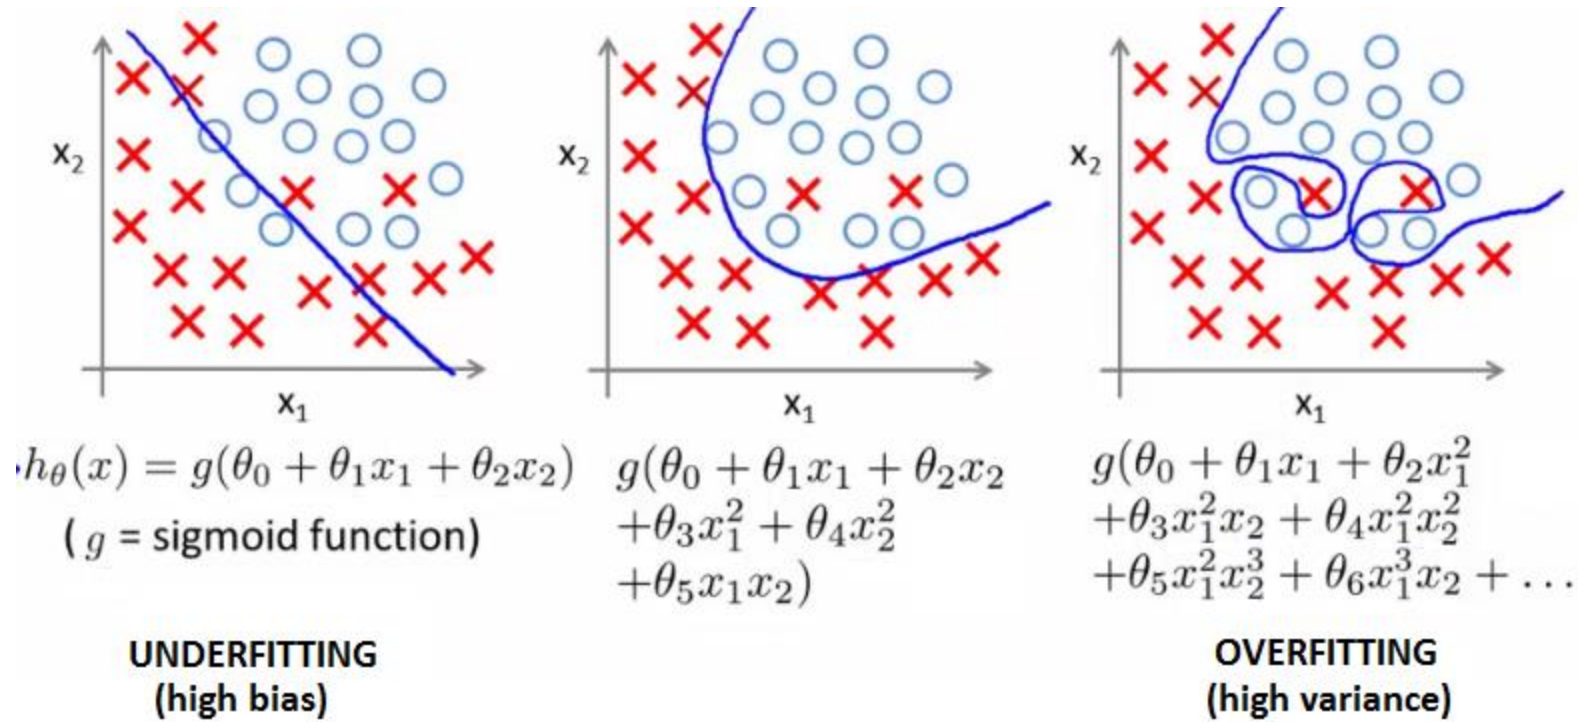 x₂
x₁
h_θ(x) = g(θ₀ + θ₁x₁ + θ₂x₂)
( g = sigmoid function)
UNDERFITTING
(high bias)
x₂
x₁
g(θ₀ + θ₁x₁ + θ₂x₂
+θ₃x₁² + θ₄x₂²
+θ₅x₁x₂)
x₂
x₁
g(θ₀ + θ₁x₁ + θ₂x₁²
+θ₃x₁²x₂ + θ₄x₁²x₂²
+θ₅x₁²x₂³ + θ₆x₁³x₂ + ...
OVERFITTING
(high variance)